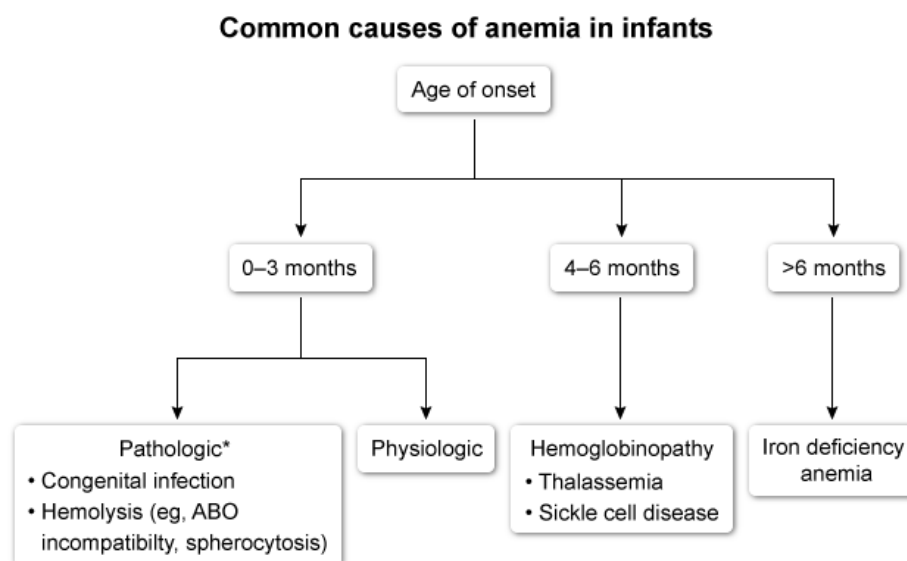 Common causes of anemia in infants
Age of onset
0–3 months
4–6 months
>6 months
Pathologic*
• Congenital infection
• Hemolysis (eg, ABO
incompatibilty, spherocytosis)
Physiologic
Hemoglobinopathy
• Thalassemia
• Sickle cell disease
Iron deficiency
anemia